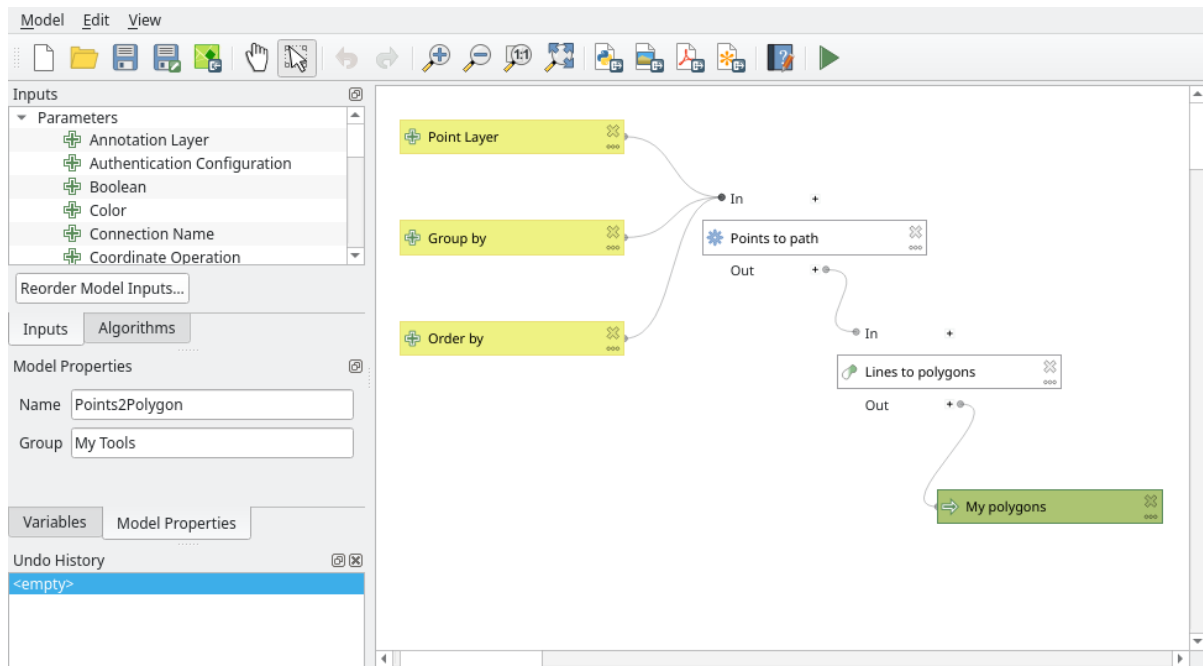 Model Edit View
1:1
Inputs
Parameters
Annotation Layer
Authentication Configuration
Boolean
Color
Connection Name
Coordinate Operation
Reorder Model Inputs...
Inputs Algorithms
Model Properties
Name Points2Polygon
Group My Tools
Variables Model Properties
Undo History
<empty>
Point Layer
Group by
Order by
In +
Points to path
Out +
In +
Lines to polygons
Out +
My polygons